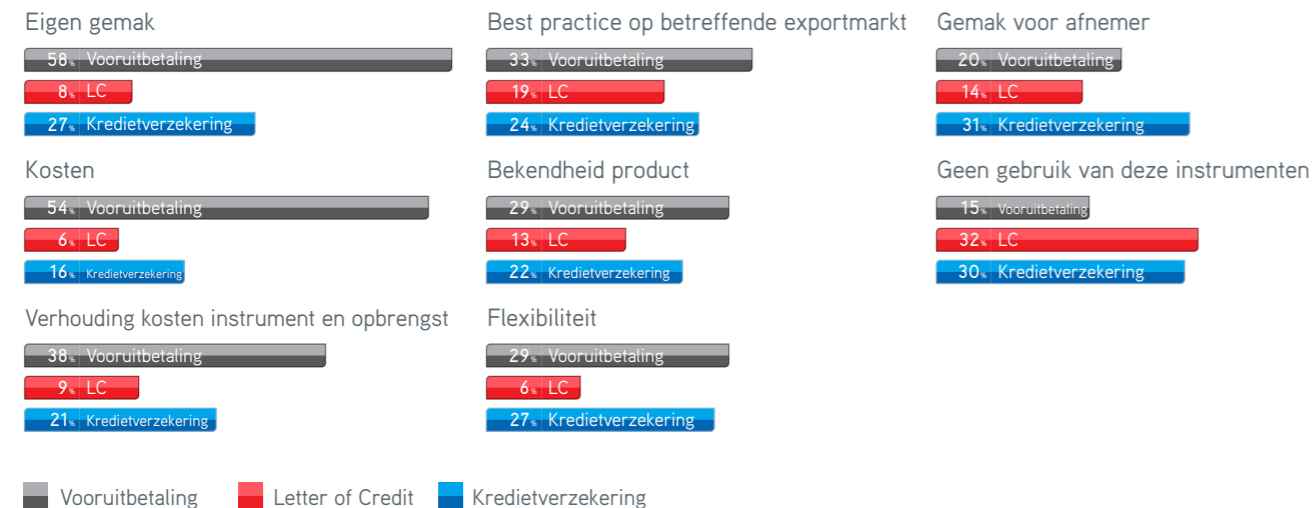 Eigen gemak
58% Vooruitbetaling
8% LC
27% Kredietverzekering
Kosten
54% Vooruitbetaling
6% LC
16% Kredietverzekering
Verhouding kosten instrument en opbrengst
38% Vooruitbetaling
9% LC
21% Kredietverzekering
Best practice op betreffende exportmarkt
33% Vooruitbetaling
19% LC
24% Kredietverzekering
Bekendheid product
29% Vooruitbetaling
13% LC
22% Kredietverzekering
Flexibiliteit
29% Vooruitbetaling
6% LC
27% Kredietverzekering
Gemak voor afnemer
20% Vooruitbetaling
14% LC
31% Kredietverzekering
Geen gebruik van deze instrumenten
15% Vooruitbetaling
32% LC
30% Kredietverzekering
Vooruitbetaling Letter of Credit Kredietverzekering